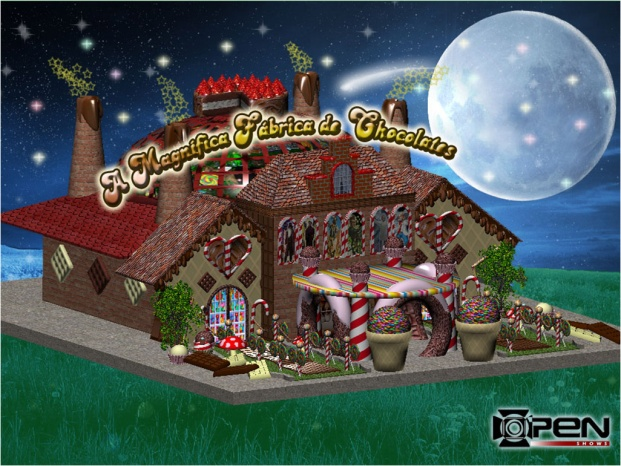 A Magnífica Fábrica de Chocolates
OPEN
SHOWS